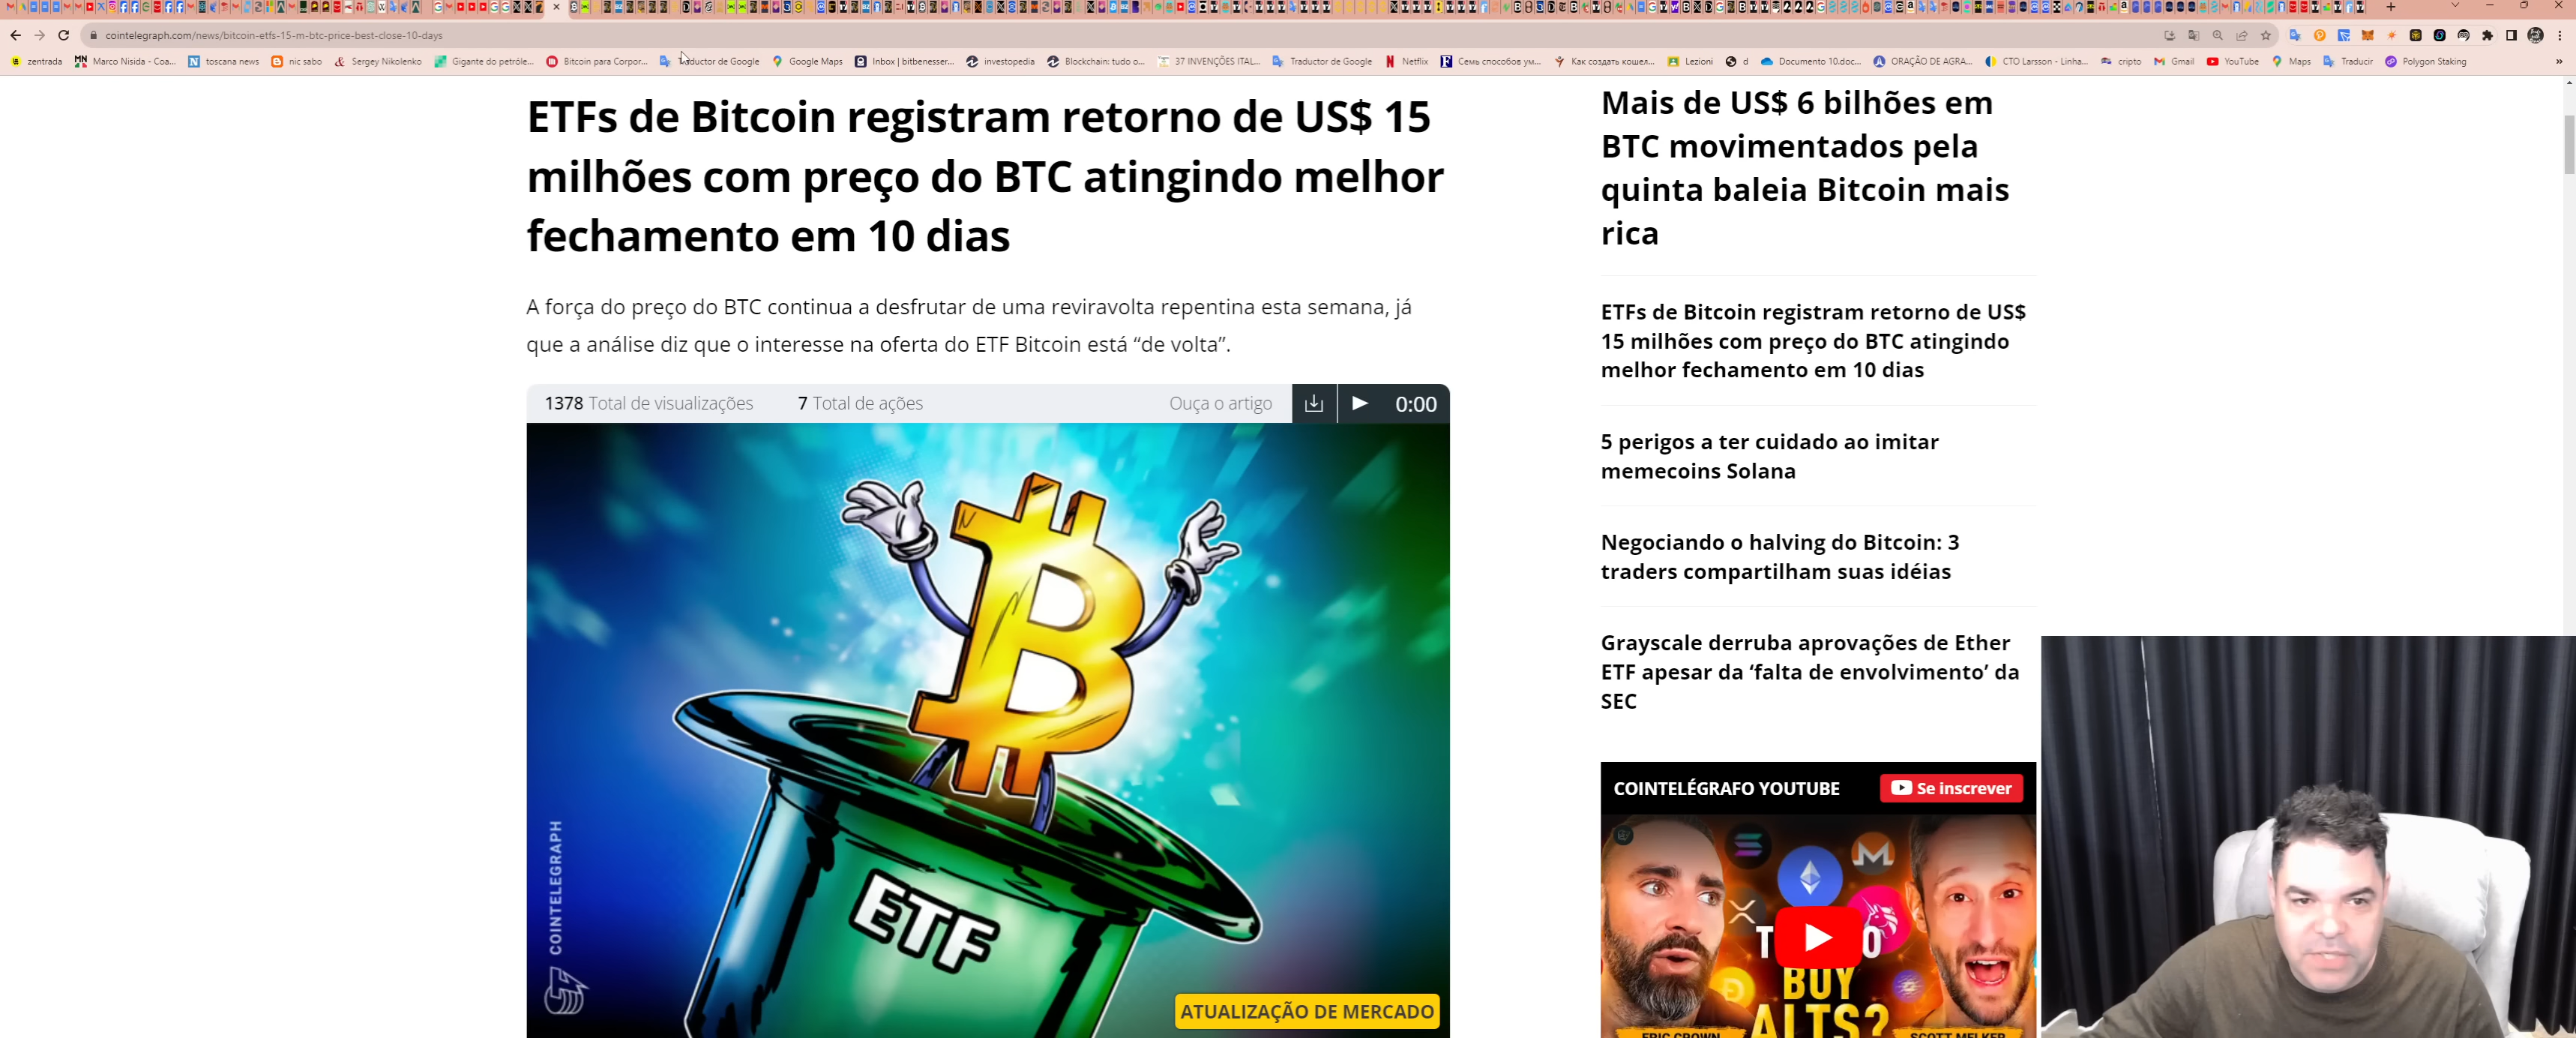 cointelegraph.com/news/bitcoin-etfs-15-m-btc-price-best-close-10-days
zentrada
Marco Nisida - Coa...
toscana news
nic sabo
Sergey Nikolenko
Gigante do petróle...
Bitcoin para Corpor...
Traductor de Google
Google Maps
Inbox | bitbenesser...
investopedia
Blockchain: tudo o...
37 INVENÇÕES ITAL...
Traductor de Google
Netflix
Семь способов ум...
Как создать кошел...
Lezioni
d
Documento 10.doc...
ORAÇÃO DE AGRA...
CTO Larsson - Linha...
cripto
Gmail
YouTube
Maps
Traducir
Polygon Staking
ETFs de Bitcoin registram retorno de US$ 15
milhões com preço do BTC atingindo melhor
fechamento em 10 dias
A força do preço do BTC continua a desfrutar de uma reviravolta repentina esta semana, já
que a análise diz que o interesse na oferta do ETF Bitcoin está “de volta”.
1378 Total de visualizações 7 Total de ações Ouça o artigo 0:00
ETF
COINTELEGRAPH
ATUALIZAÇÃO DE MERCADO
Mais de US$ 6 bilhões em
BTC movimentados pela
quinta baleia Bitcoin mais
rica
ETFs de Bitcoin registram retorno de US$
15 milhões com preço do BTC atingindo
melhor fechamento em 10 dias
5 perigos a ter cuidado ao imitar
memecoins Solana
Negociando o halving do Bitcoin: 3
traders compartilham suas idéias
Grayscale derruba aprovações de Ether
ETF apesar da ‘falta de envolvimento’ da
SEC
COINTELÉGRAFO YOUTUBE Se inscrever
BUY
ALTS?
ERIC CROWN
SCOTT MELKER